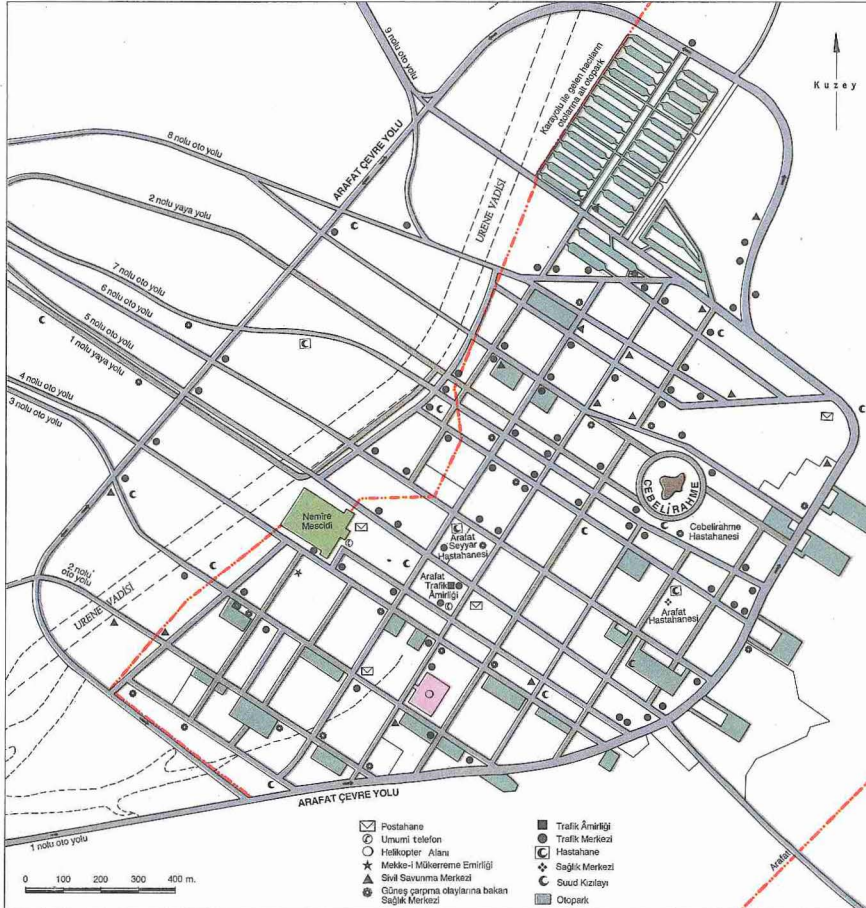 9 nolu oto yolu
Kuzey
Karayolu ile gelen hacıların
otolarına ait otopark
8 nolu oto yolu
ARAFAT ÇEVRE YOLU
2 nolu yaya yolu
URENE VADİSİ
7 nolu oto yolu
6 nolu oto yolu
5 nolu oto yolu
1 nolu yaya yolu
4 nolu oto yolu
3 nolu oto yolu
CEBELİRAHME
Nemîre
Mescidi
Arafat
Seyyar
Hastahanesi
Cebelirahme
Hastahanesi
Arafat
Trafik
Âmirliği
2 nolu
oto yolu
Arafat
Hastahanesi
URENE VADİSİ
ARAFAT ÇEVRE YOLU
1 nolu oto yolu
Arafat
Postahane
Umumi telefon
Helikopter Alanı
Mekke-i Mükerreme Emirliği
Sivil Savunma Merkezi
Güneş çarpma olaylarına bakan
Sağlık Merkezi
Trafik Âmirliği
Trafik Merkezi
Hastahane
Sağlık Merkezi
Suud Kızılayı
Otopark
0 100 200 300 400 m.